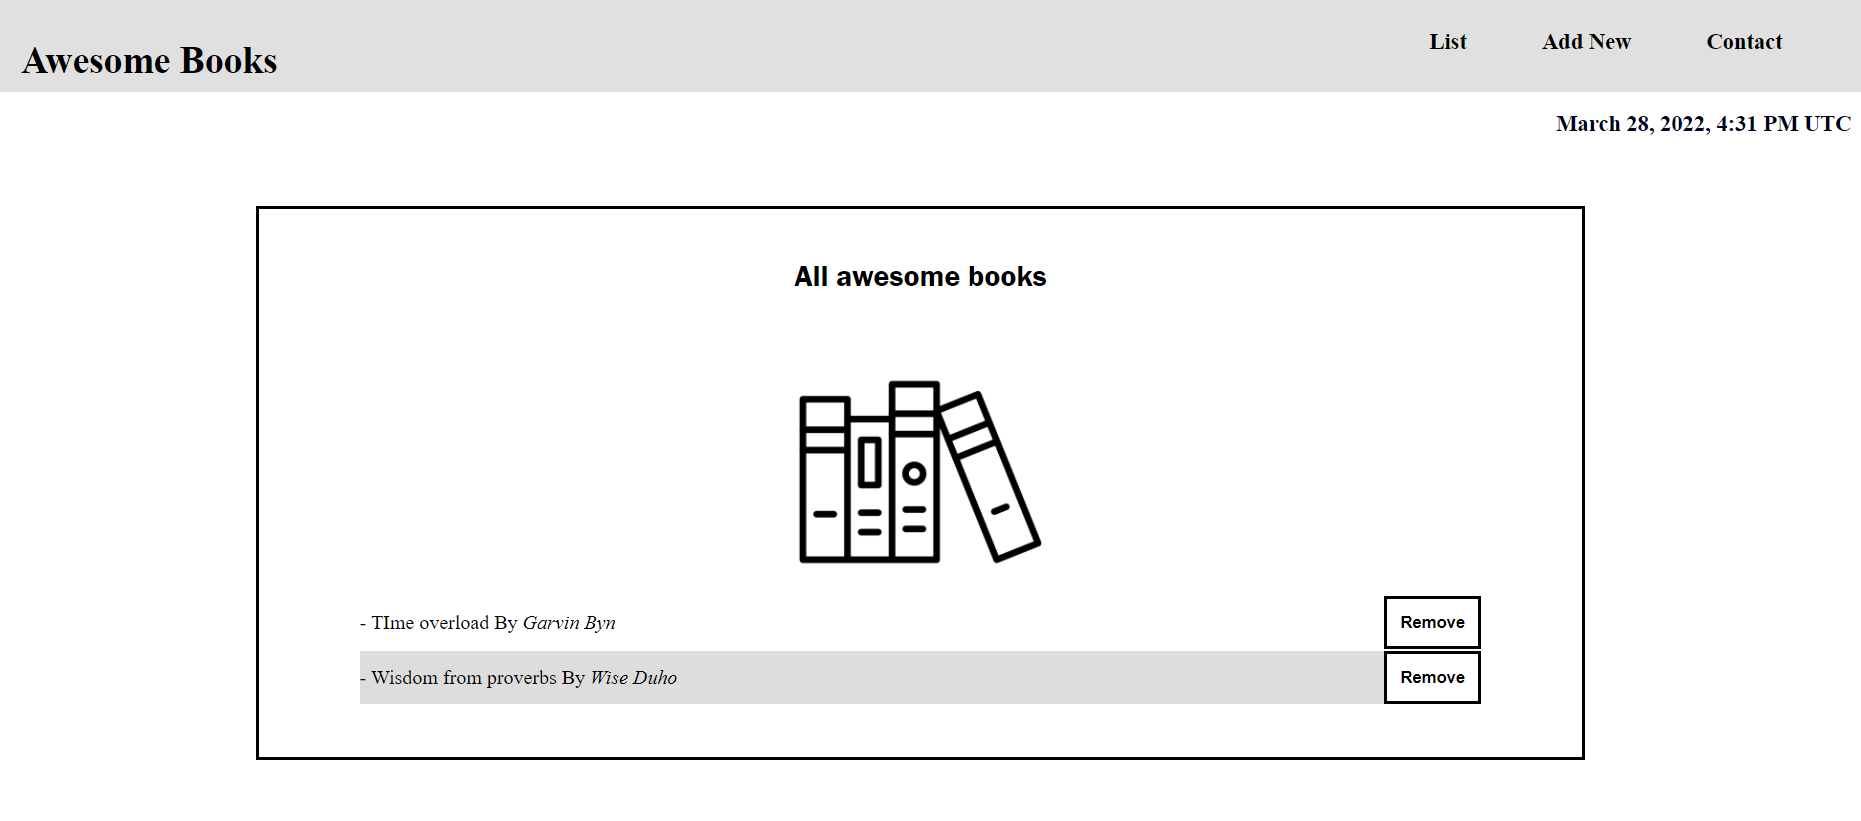 Awesome Books
List Add New Contact
March 28, 2022, 4:31 PM UTC
All awesome books
- TIme overload By Garvin Byn Remove
- Wisdom from proverbs By Wise Duho Remove